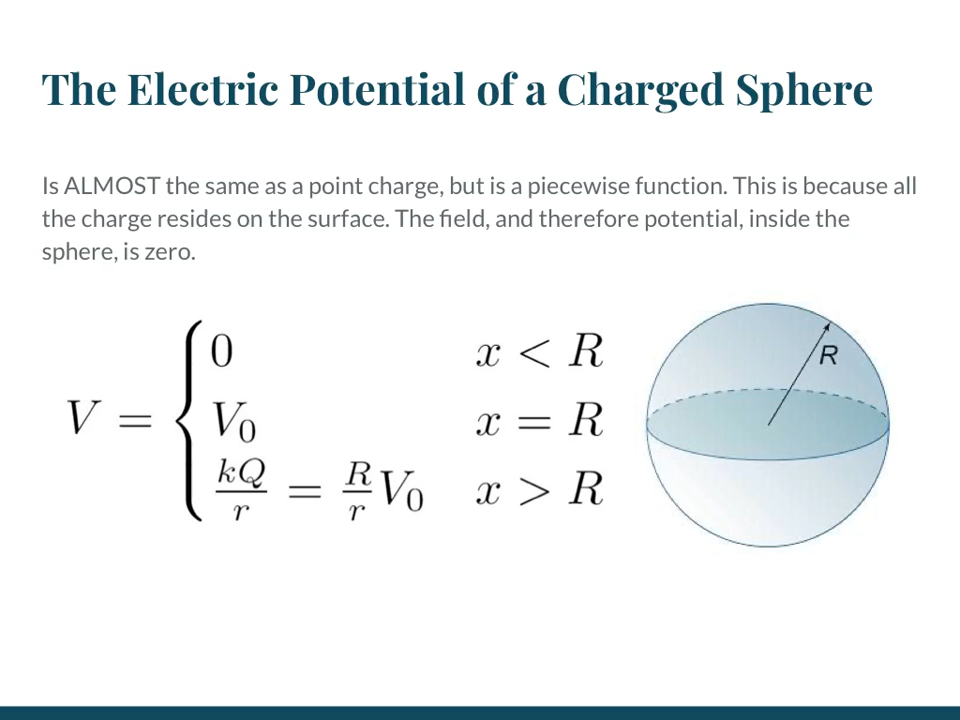 The Electric Potential of a Charged Sphere
Is ALMOST the same as a point charge, but is a piecewise function. This is because all
the charge resides on the surface. The field, and therefore potential, inside the
sphere, is zero.
V = { 0 x < R
V₀ x = R
kQ/r = R/r V₀ x > R
R